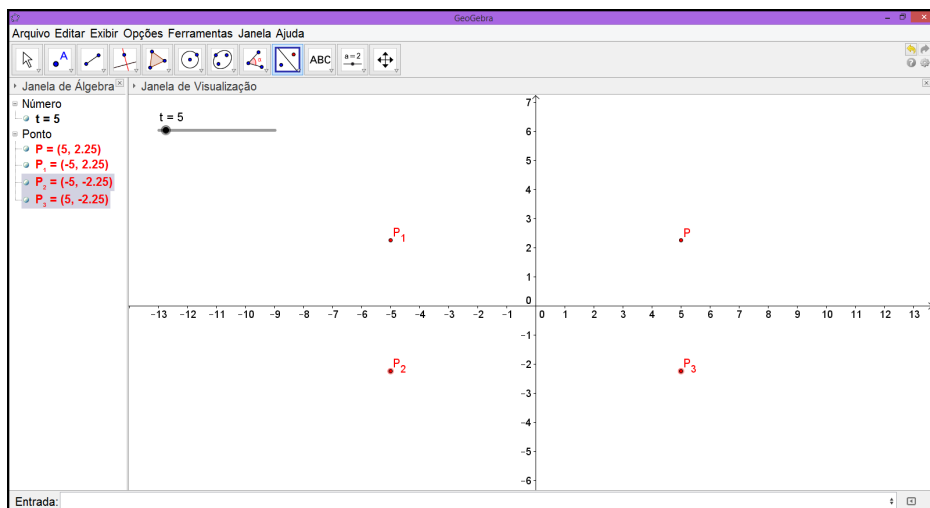 GeoGebra
Arquivo Editar Exibir Opções Ferramentas Janela Ajuda
A
α
ABC
a=2
Janela de Álgebra
Janela de Visualização
Número
t = 5
Ponto
P = (5, 2.25)
P₁ = (-5, 2.25)
P₂ = (-5, -2.25)
P₃ = (5, -2.25)
t = 5
7
6
5
4
3
P₁ P
2
1
0
-13 -12 -11 -10 -9 -8 -7 -6 -5 -4 -3 -2 -1 0 1 2 3 4 5 6 7 8 9 10 11 12 13
-1
-2
P₂ P₃
-3
-4
-5
-6
Entrada: